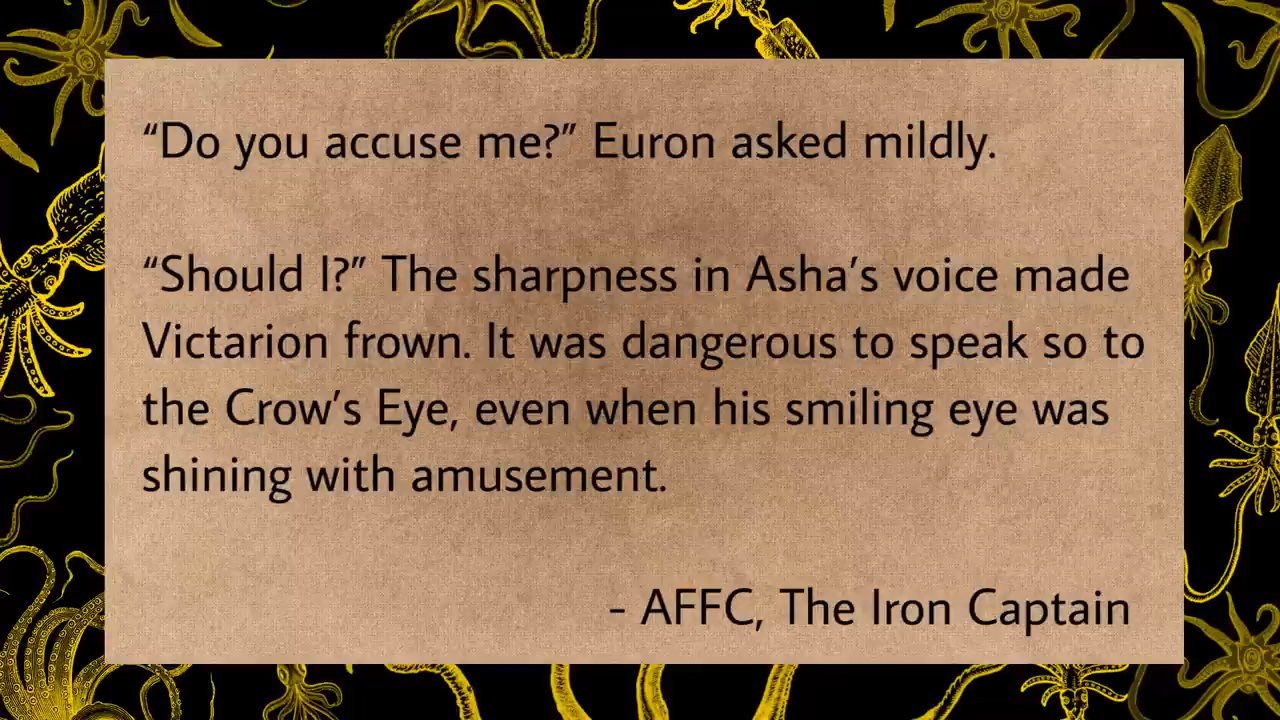 “Do you accuse me?” Euron asked mildly.
“Should I?” The sharpness in Asha’s voice made
Victarion frown. It was dangerous to speak so to
the Crow’s Eye, even when his smiling eye was
shining with amusement.
- AFFC, The Iron Captain